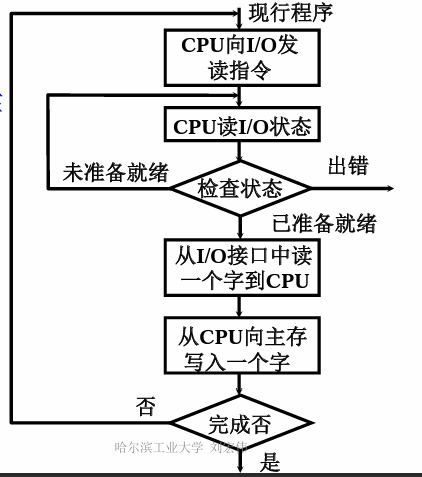 现行程序
CPU向I/O发
读指令
CPU读I/O状态
未准备就绪
检查状态
出错
已准备就绪
从I/O接口中读
一个字到CPU
从CPU向主存
写入一个字
否
完成否
哈尔滨工业大学 刘宏伟
是